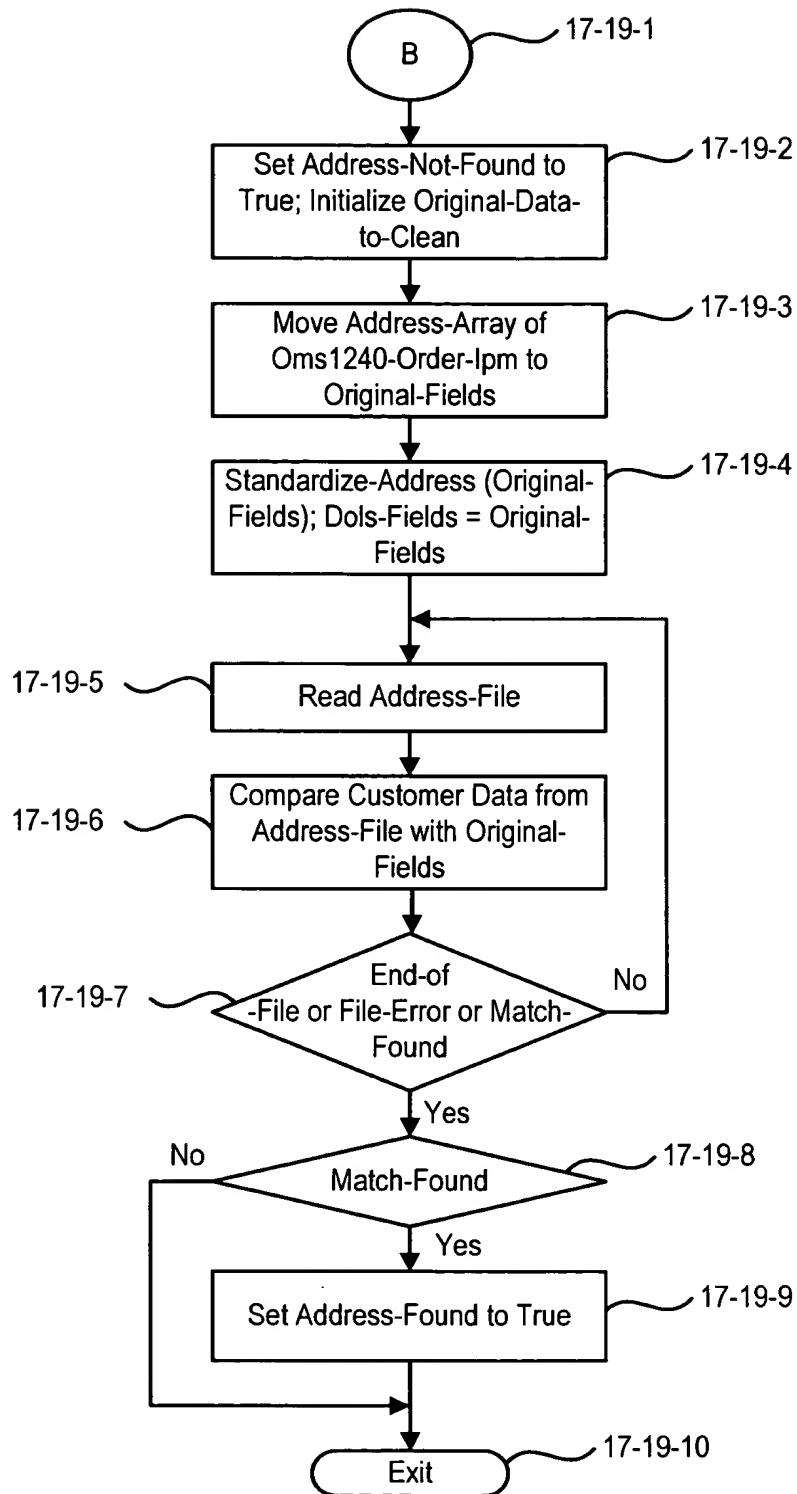 B
17-19-1
Set Address-Not-Found to
True; Initialize Original-Data-
to-Clean
17-19-2
Move Address-Array of
Oms1240-Order-Ipm to
Original-Fields
17-19-3
Standardize-Address (Original-
Fields); Dols-Fields = Original-
Fields
17-19-4
17-19-5
Read Address-File
17-19-6
Compare Customer Data from
Address-File with Original-
Fields
17-19-7
End-of
-File or File-Error or Match-
Found
No
Yes
No
Match-Found
17-19-8
Yes
Set Address-Found to True
17-19-9
Exit
17-19-10